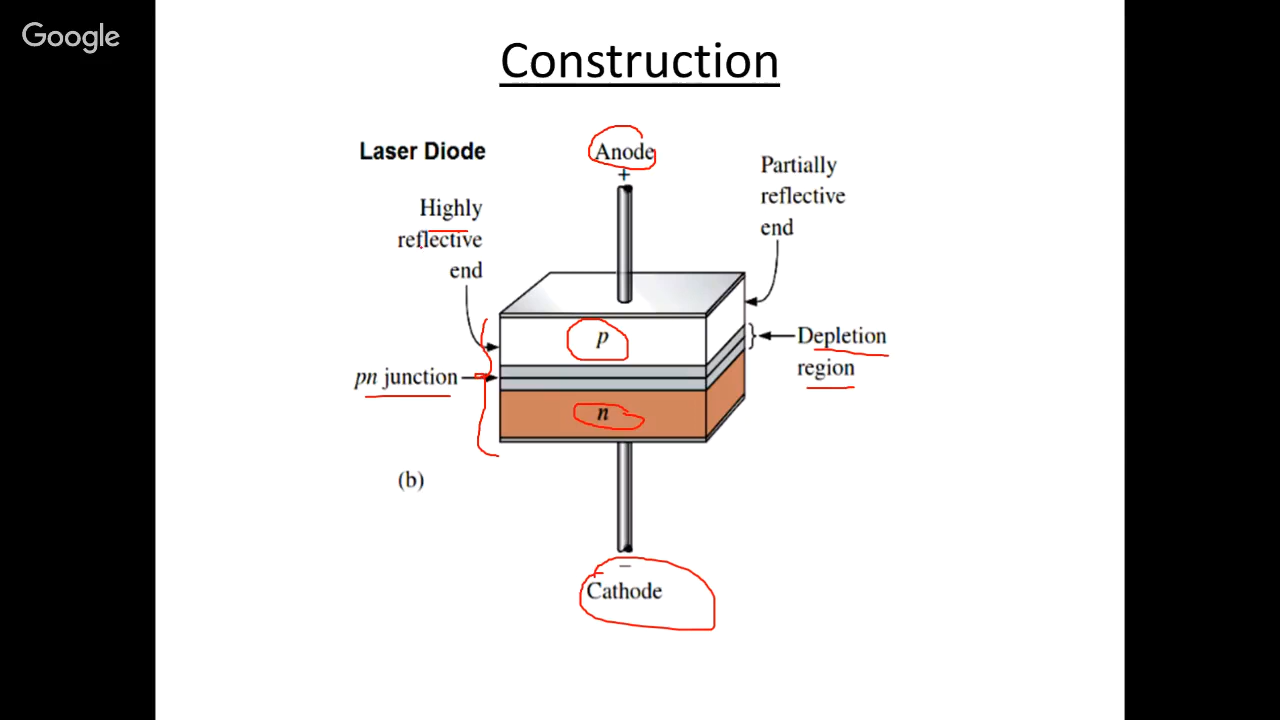 Google
Construction
Laser Diode
Anode
+
Partially
reflective
end
Highly
reflective
end
p
Depletion
region
pn junction
n
(b)
−
Cathode